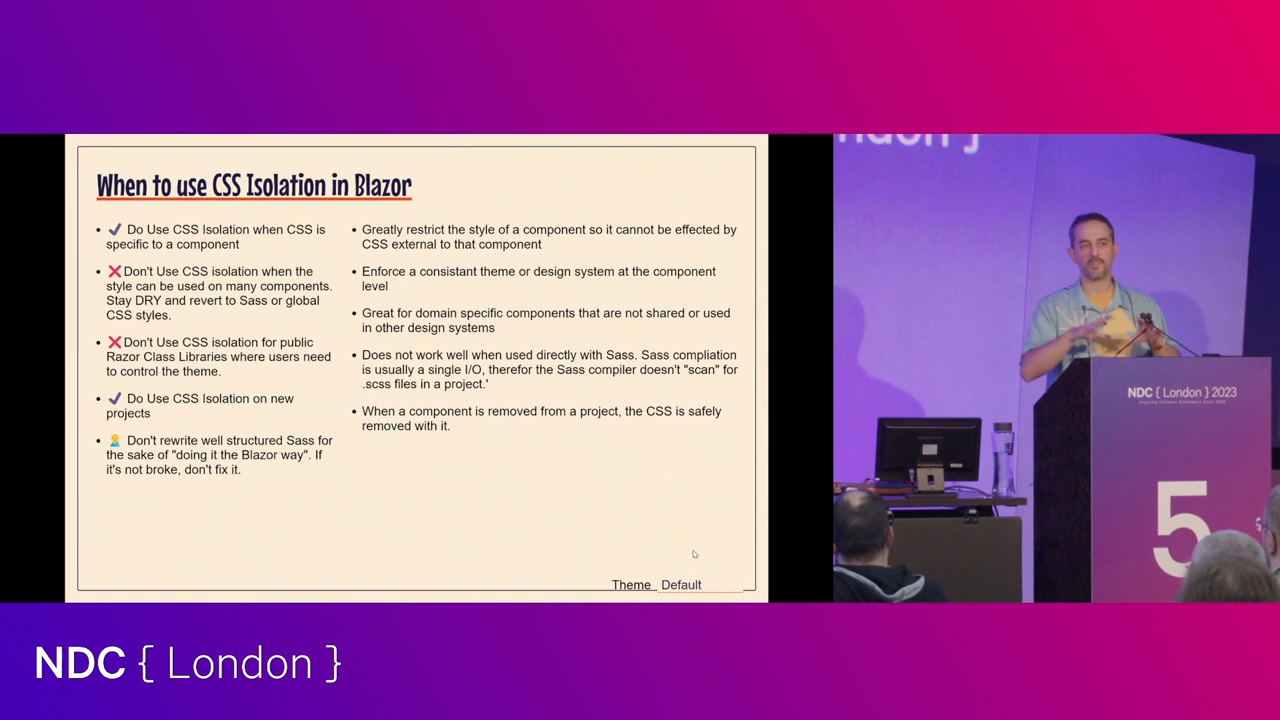 When to use CSS Isolation in Blazor
• ✔ Do Use CSS Isolation when CSS is
specific to a component
• ❌Don't Use CSS isolation when the
style can be used on many components.
Stay DRY and revert to Sass or global
CSS styles.
• ❌Don't Use CSS isolation for public
Razor Class Libraries where users need
to control the theme.
• ✔ Do Use CSS Isolation on new
projects
• Don't rewrite well structured Sass for
the sake of "doing it the Blazor way". If
it's not broke, don't fix it.
• Greatly restrict the style of a component so it cannot be effected by
CSS external to that component
• Enforce a consistant theme or design system at the component
level
• Great for domain specific components that are not shared or used
in other design systems
• Does not work well when used directly with Sass. Sass compliation
is usually a single I/O, therefor the Sass compiler doesn't "scan" for
.scss files in a project.'
• When a component is removed from a project, the CSS is safely
removed with it.
Theme Default
London }
NDC { London } 2023
5
NDC { London }